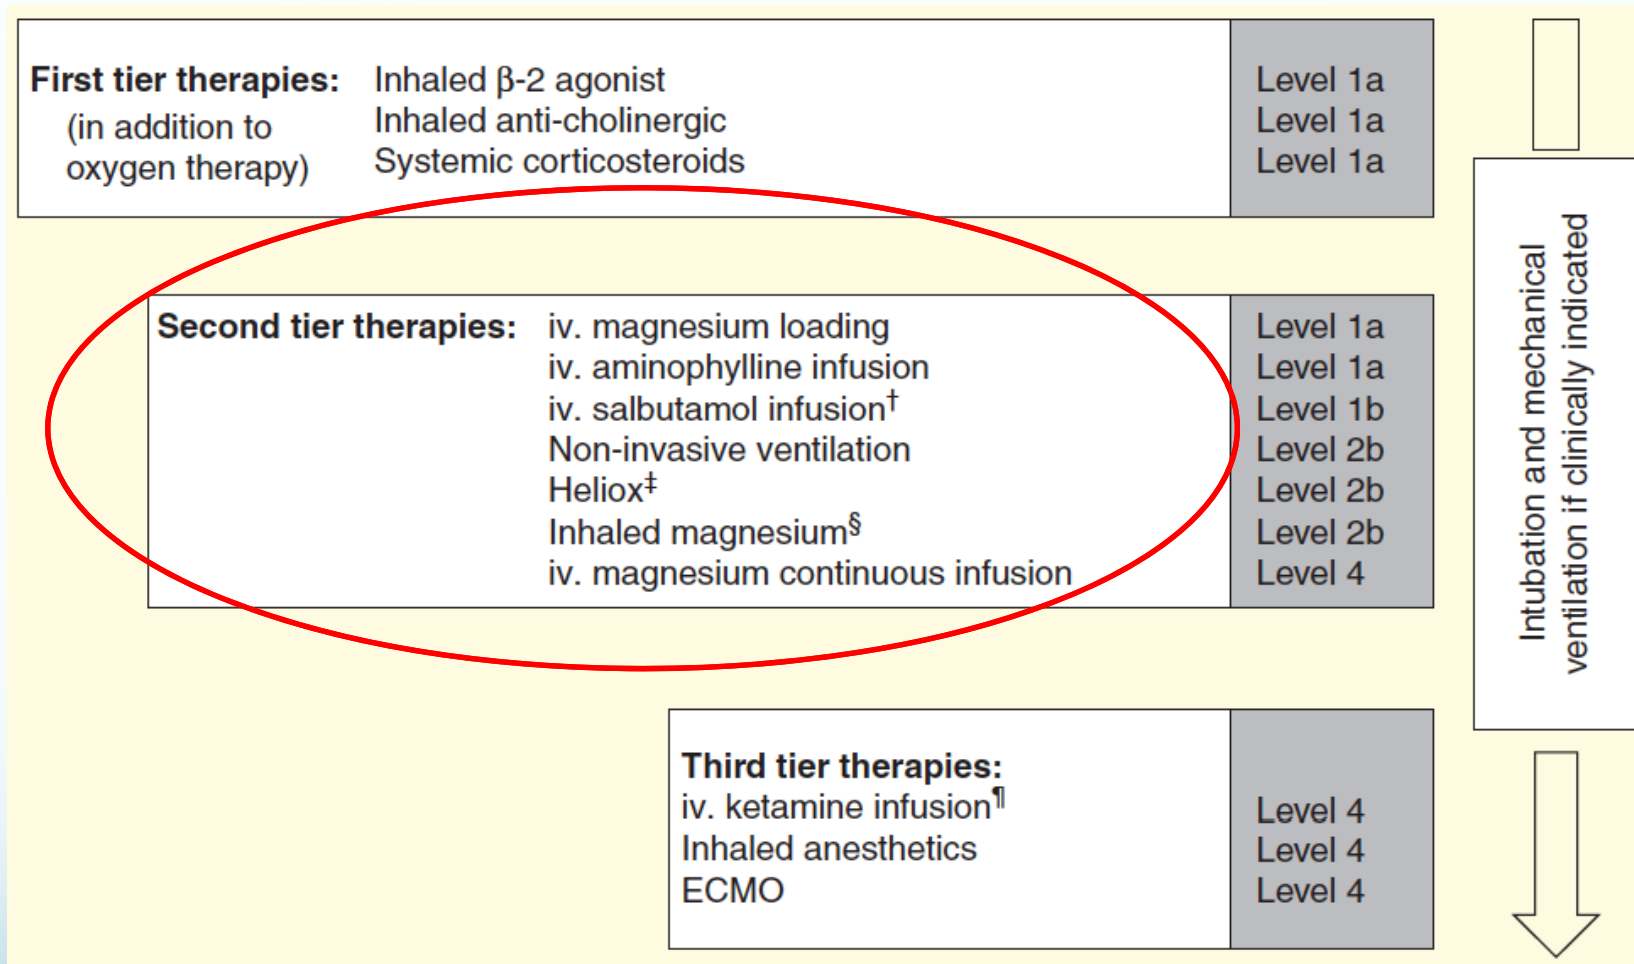 First tier therapies: Inhaled β-2 agonist Level 1a
(in addition to Inhaled anti-cholinergic Level 1a
oxygen therapy) Systemic corticosteroids Level 1a
Second tier therapies: iv. magnesium loading Level 1a
iv. aminophylline infusion Level 1a
iv. salbutamol infusion† Level 1b
Non-invasive ventilation Level 2b
Heliox‡ Level 2b
Inhaled magnesium§ Level 2b
iv. magnesium continuous infusion Level 4
Third tier therapies:
iv. ketamine infusion¶ Level 4
Inhaled anesthetics Level 4
ECMO Level 4
Intubation and mechanical
ventilation if clinically indicated